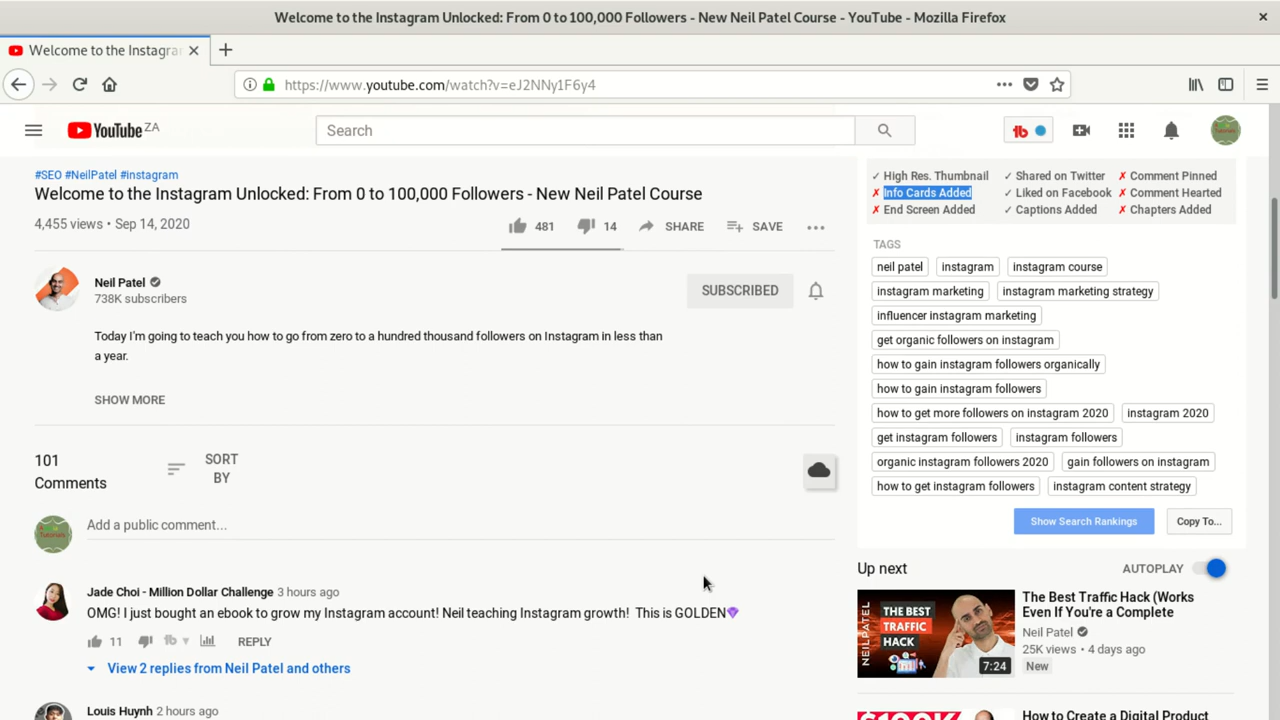 Welcome to the Instagram Unlocked: From 0 to 100,000 Followers - New Neil Patel Course - YouTube - Mozilla Firefox
Welcome to the Instagra
https://www.youtube.com/watch?v=eJ2NNy1F6y4
YouTube ZA
Search
tb
#SEO #NeilPatel #instagram
Welcome to the Instagram Unlocked: From 0 to 100,000 Followers - New Neil Patel Course
4,455 views • Sep 14, 2020
481
14
SHARE
SAVE
Neil Patel
738K subscribers
SUBSCRIBED
Today I'm going to teach you how to go from zero to a hundred thousand followers on Instagram in less than
a year.
SHOW MORE
101
Comments
SORT
BY
Add a public comment...
Jade Choi - Million Dollar Challenge 3 hours ago
OMG! I just bought an ebook to grow my Instagram account! Neil teaching Instagram growth! This is GOLDEN
11
tb
REPLY
View 2 replies from Neil Patel and others
Louis Huynh 2 hours ago
✓ High Res. Thumbnail ✓ Shared on Twitter ✗ Comment Pinned
✗ Info Cards Added ✓ Liked on Facebook ✗ Comment Hearted
✗ End Screen Added ✓ Captions Added ✗ Chapters Added
TAGS
neil patel instagram instagram course
instagram marketing instagram marketing strategy
influencer instagram marketing
get organic followers on instagram
how to gain instagram followers organically
how to gain instagram followers
how to get more followers on instagram 2020 instagram 2020
get instagram followers instagram followers
organic instagram followers 2020 gain followers on instagram
how to get instagram followers instagram content strategy
Show Search Rankings Copy To...
Up next
AUTOPLAY
NEILPATEL
THE BEST
TRAFFIC
HACK
7:24
The Best Traffic Hack (Works
Even If You're a Complete
Neil Patel
25K views • 4 days ago
New
$100K
How to Create a Digital Product